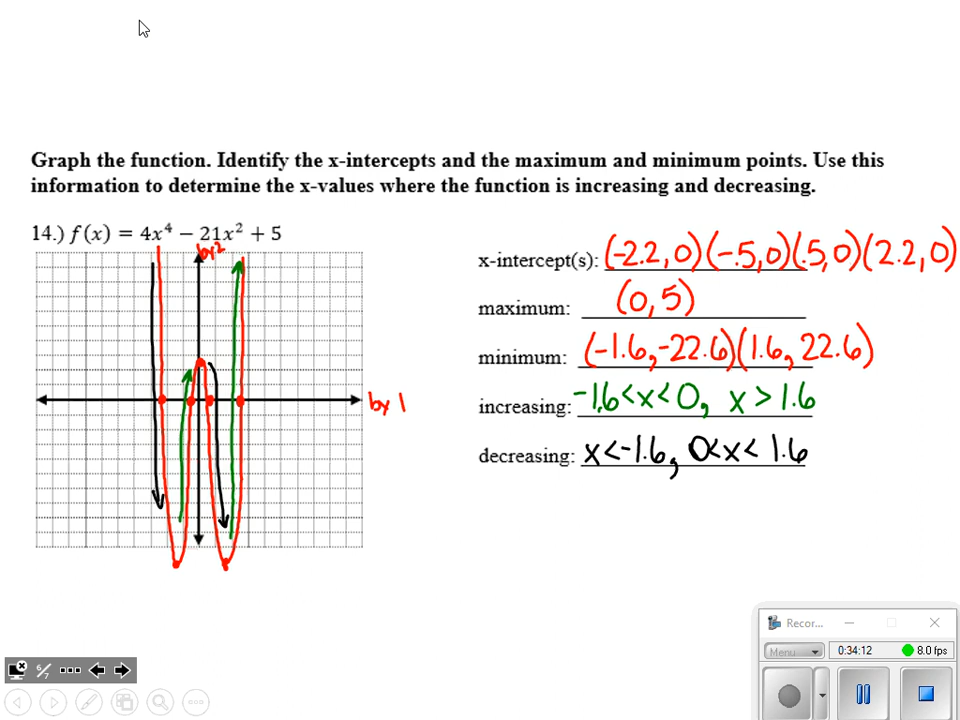 Graph the function. Identify the x-intercepts and the maximum and minimum points. Use this
information to determine the x-values where the function is increasing and decreasing.
14.) f(x) = 4x⁴ − 21x² + 5
by 2
by 1
x-intercept(s): (-2.2, 0) (-.5, 0) (.5, 0) (2.2, 0)
maximum: (0, 5)
minimum: (-1.6, -22.6) (1.6, 22.6)
increasing: -1.6 < x < 0, x > 1.6
decreasing: x < -1.6, 0 < x < 1.6
6/7
Recor...
Menu
0:34:12
8.0 fps